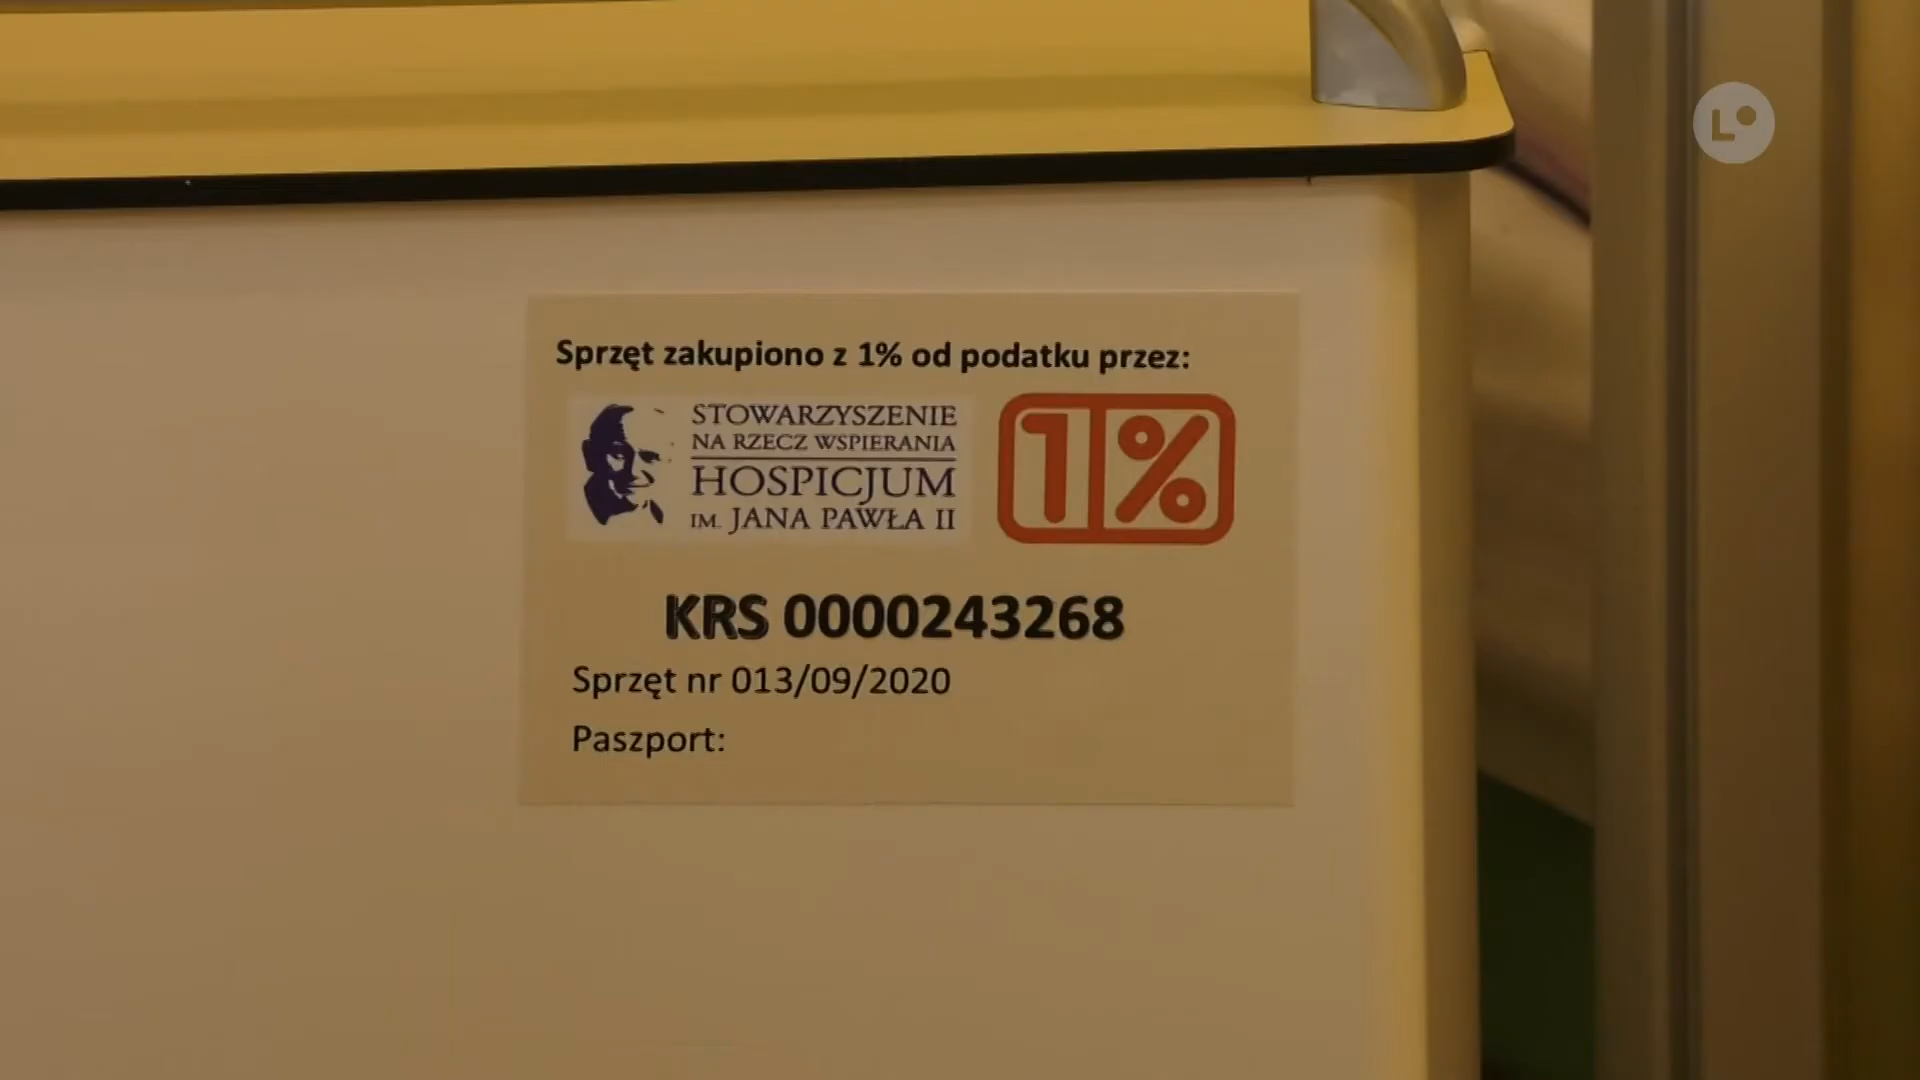 LO
Sprzęt zakupiono z 1% od podatku przez:
STOWARZYSZENIE
NA RZECZ WSPIERANIA
HOSPICJUM
IM. JANA PAWŁA II
1%
KRS 0000243268
Sprzęt nr 013/09/2020
Paszport: